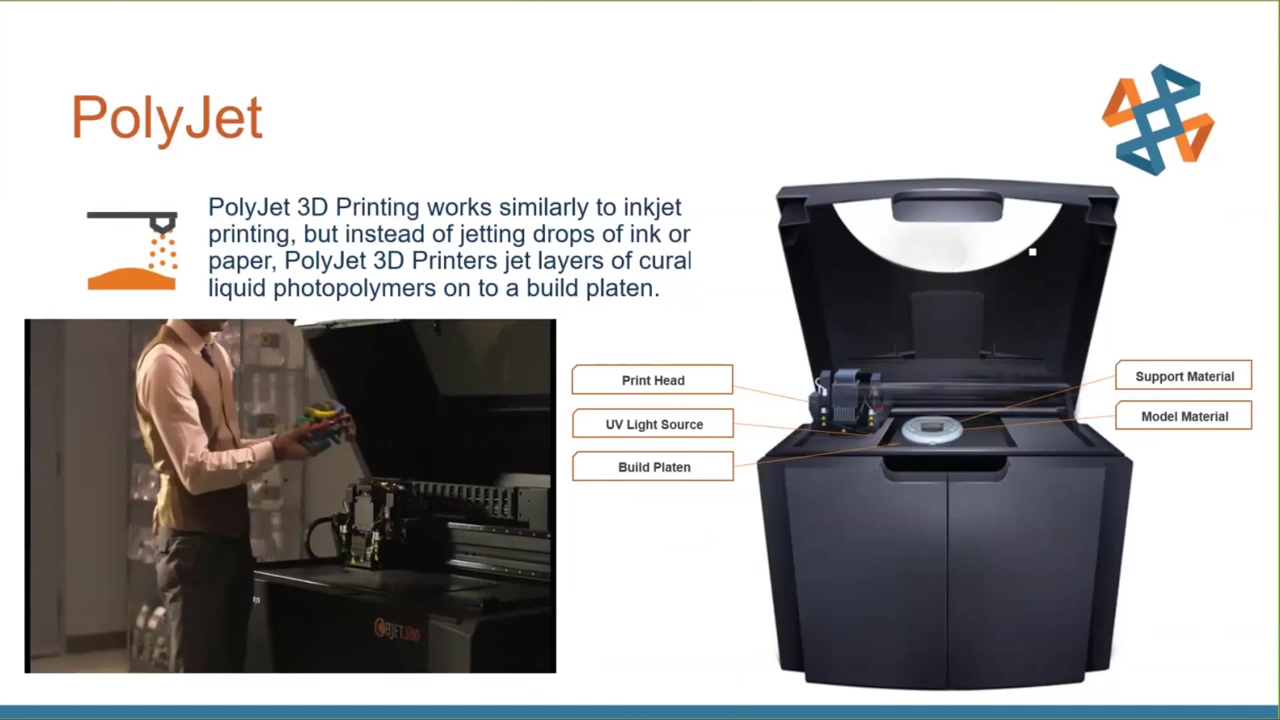 PolyJet
PolyJet 3D Printing works similarly to inkjet
printing, but instead of jetting drops of ink or
paper, PolyJet 3D Printers jet layers of cural
liquid photopolymers on to a build platen.
Print Head
UV Light Source
Build Platen
Support Material
Model Material